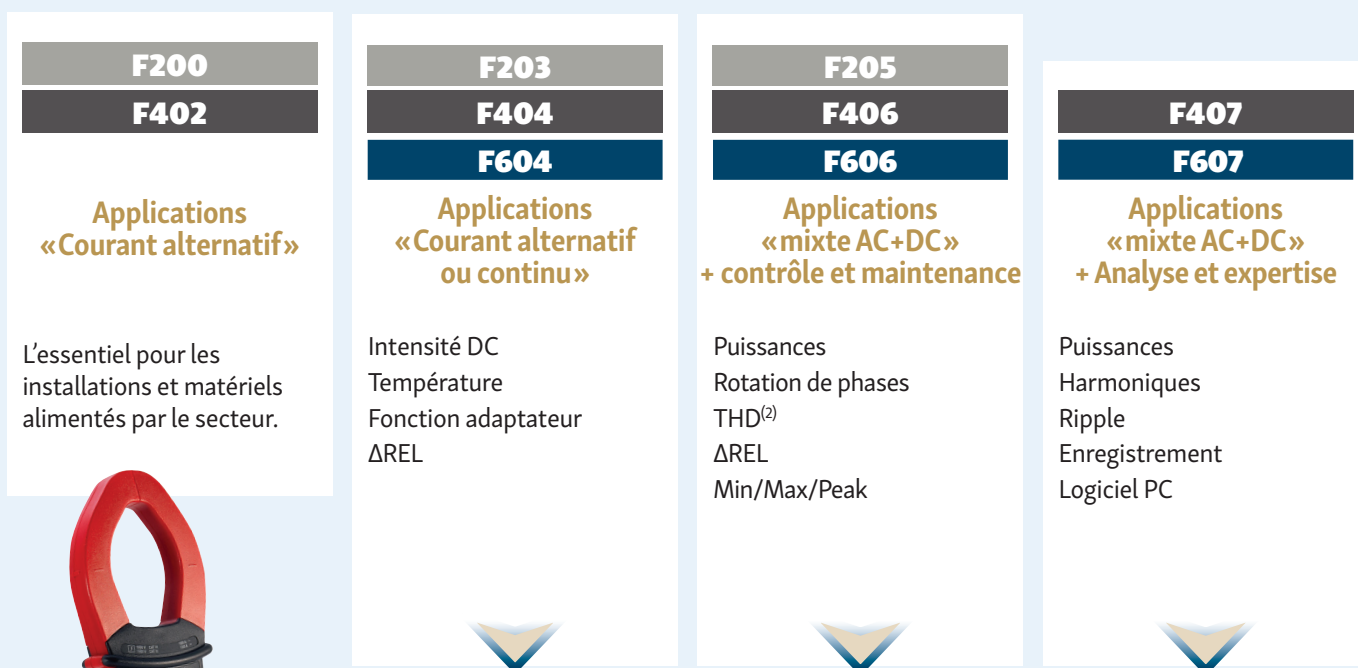 F200
F402
Applications
«Courant alternatif»
L’essentiel pour les
installations et matériels
alimentés par le secteur.
F203
F404
F604
Applications
«Courant alternatif
ou continu»
Intensité DC
Température
Fonction adaptateur
ΔREL
F205
F406
F606
Applications
«mixte AC+DC»
+ contrôle et maintenance
Puissances
Rotation de phases
THD(2)
ΔREL
Min/Max/Peak
F407
F607
Applications
«mixte AC+DC»
+ Analyse et expertise
Puissances
Harmoniques
Ripple
Enregistrement
Logiciel PC